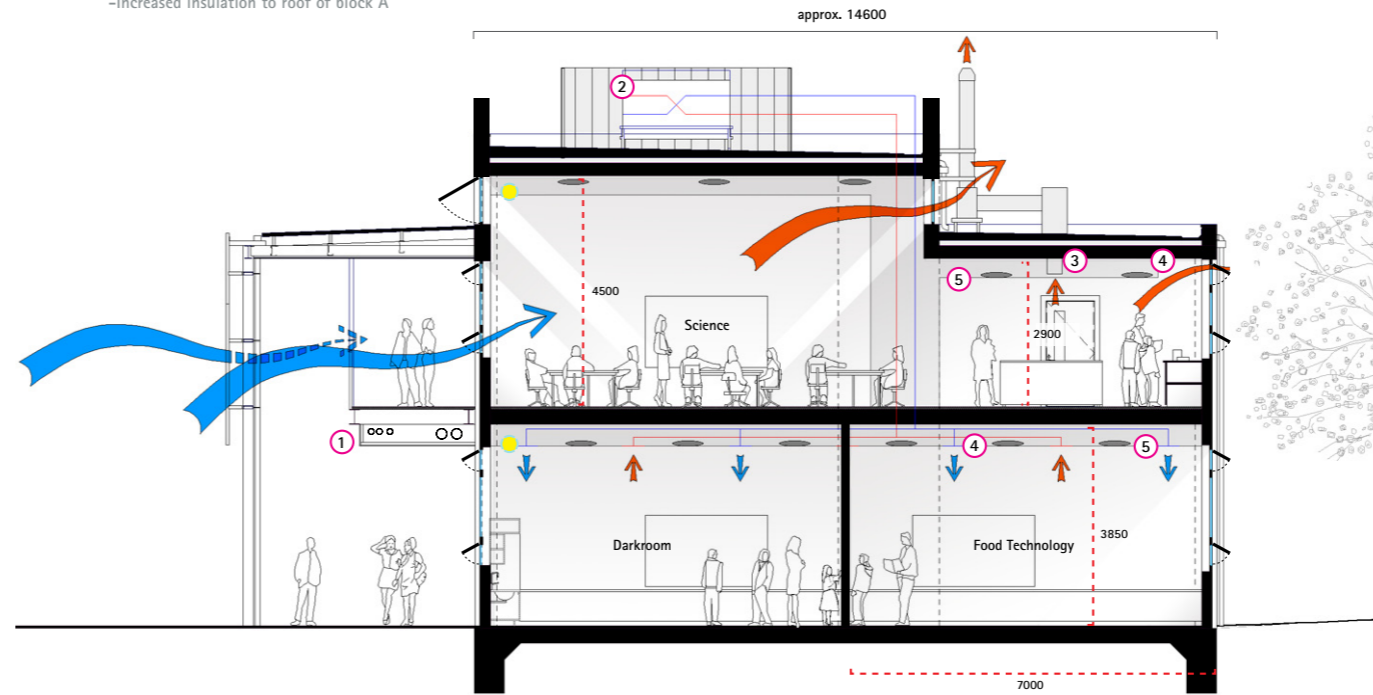 -Increased insulation to roof of block A
approx. 14600
2
3
4
5
4500
Science
2900
1
4
5
Darkroom
Food Technology
3850
7000